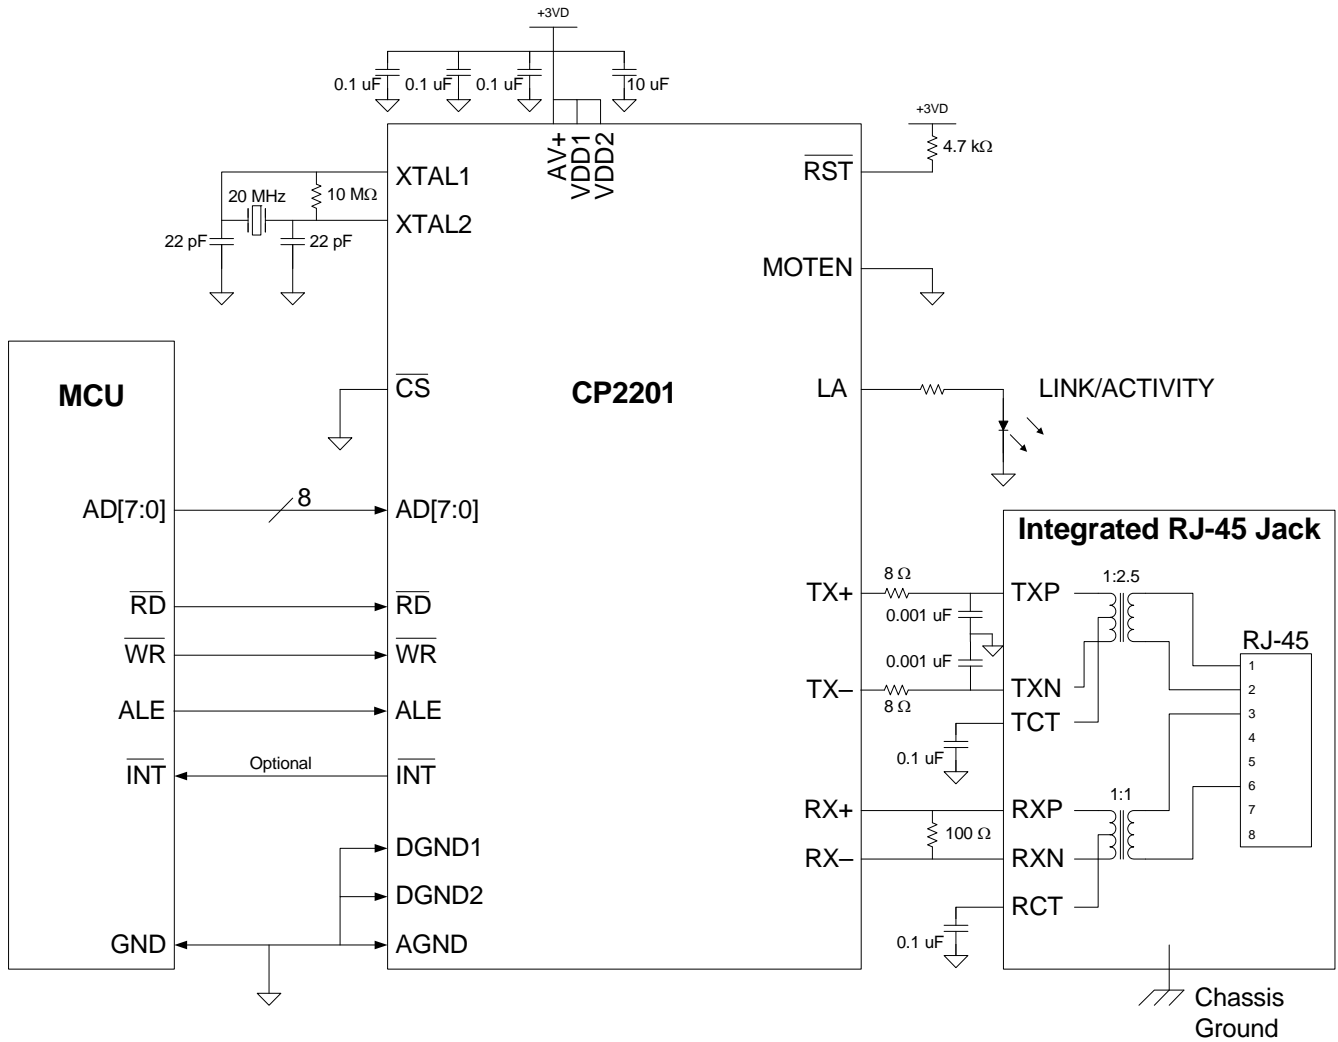 +3VD
0.1 uF 0.1 uF 0.1 uF 10 uF
AV+
VDD1
VDD2
+3VD
4.7 kΩ
XTAL1
RST
20 MHz
10 MΩ
XTAL2
22 pF
22 pF
MOTEN
MCU
CS
CP2201
LA
LINK/ACTIVITY
AD[7:0]
8
AD[7:0]
Integrated RJ-45 Jack
RD
RD
TX+
8 Ω
TXP
1:2.5
0.001 uF
WR
WR
0.001 uF
RJ-45
TX–
8 Ω
TXN
ALE
ALE
TCT
0.1 uF
1
2
3
4
5
6
7
8
INT
Optional
INT
RX+
RXP
1:1
100 Ω
RX–
RXN
DGND1
DGND2
RCT
0.1 uF
GND
AGND
Chassis
Ground